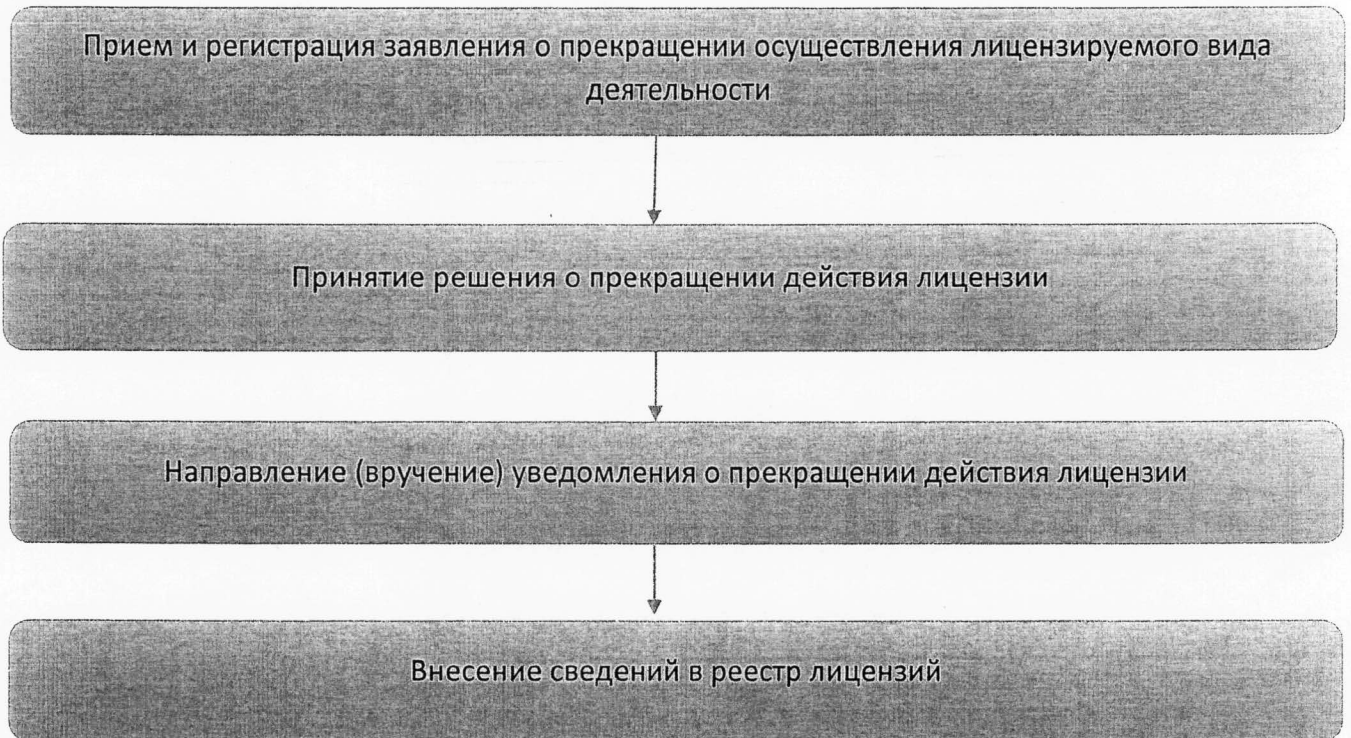 Прием и регистрация заявления о прекращении осуществления лицензируемого вида
деятельности
Принятие решения о прекращении действия лицензии
Направление (вручение) уведомления о прекращении действия лицензии
Внесение сведений в реестр лицензий